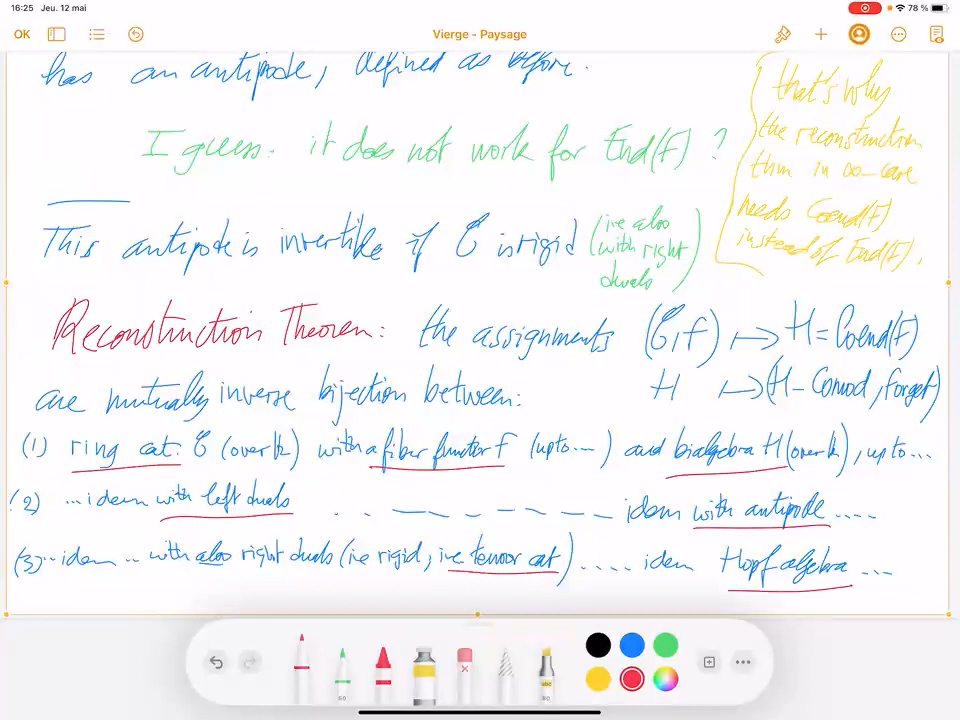 16:25 Jeu. 12 mai
78 %
OK
Vierge - Paysage
has an antipode, defined as before.
I guess: it does not work for End(F) ?
that's why
the reconstruction
thm in ∞-case
needs Coend(F)
instead of End(F).
This antipode is invertible if C is rigid (ie also with right duals)
Reconstruction Theorem: the assignments (C,F) ↦ H = Coend(F)
H ↦ (H-Comod, forget)
are mutually inverse bijection between:
(1) ring cat. C (over k) with a fiber functor F (up to ...) and bialgebra H (over k), up to ...
(2) ... idem with left duals .. _ _ _ _ _ _ _ idem with antipode ....
(3) .. idem .. with also right duals (ie rigid, ie tensor cat) .... idem Hopf algebra ...